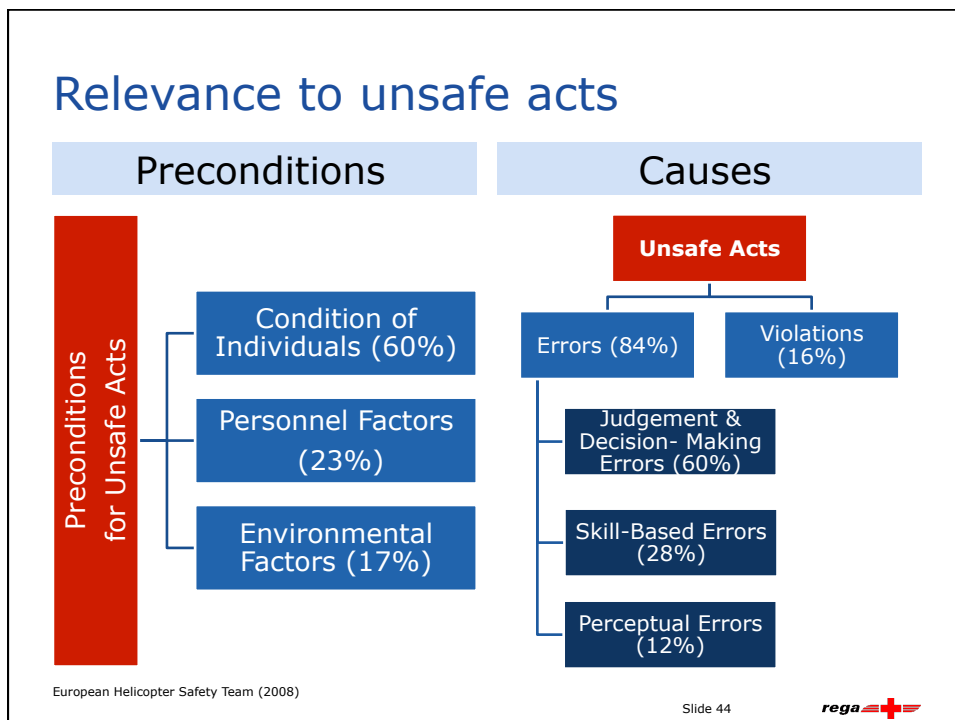 Relevance to unsafe acts
Preconditions
Preconditions
for Unsafe Acts
Condition of
Individuals (60%)
Personnel Factors
(23%)
Environmental
Factors (17%)
Causes
Unsafe Acts
Errors (84%)
Violations
(16%)
Judgement &
Decision- Making
Errors (60%)
Skill-Based Errors
(28%)
Perceptual Errors
(12%)
European Helicopter Safety Team (2008)
Slide 44
rega